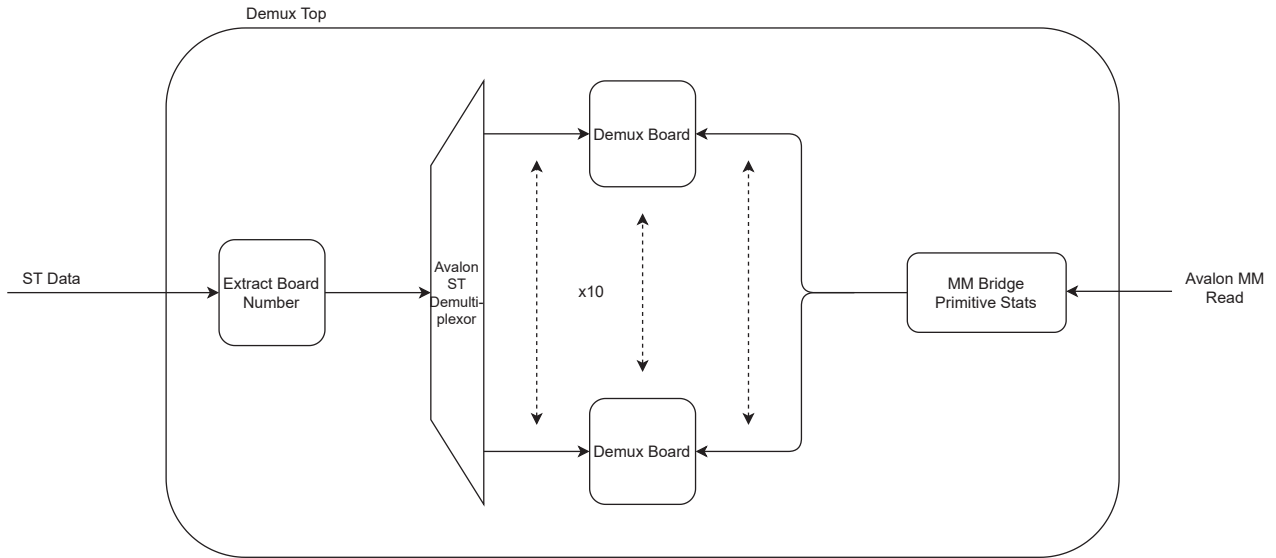 Demux Top
Demux Board
ST Data
Extract Board
Number
Avalon
ST
Demulti-
plexor
x10
MM Bridge
Primitive Stats
Avalon MM
Read
Demux Board